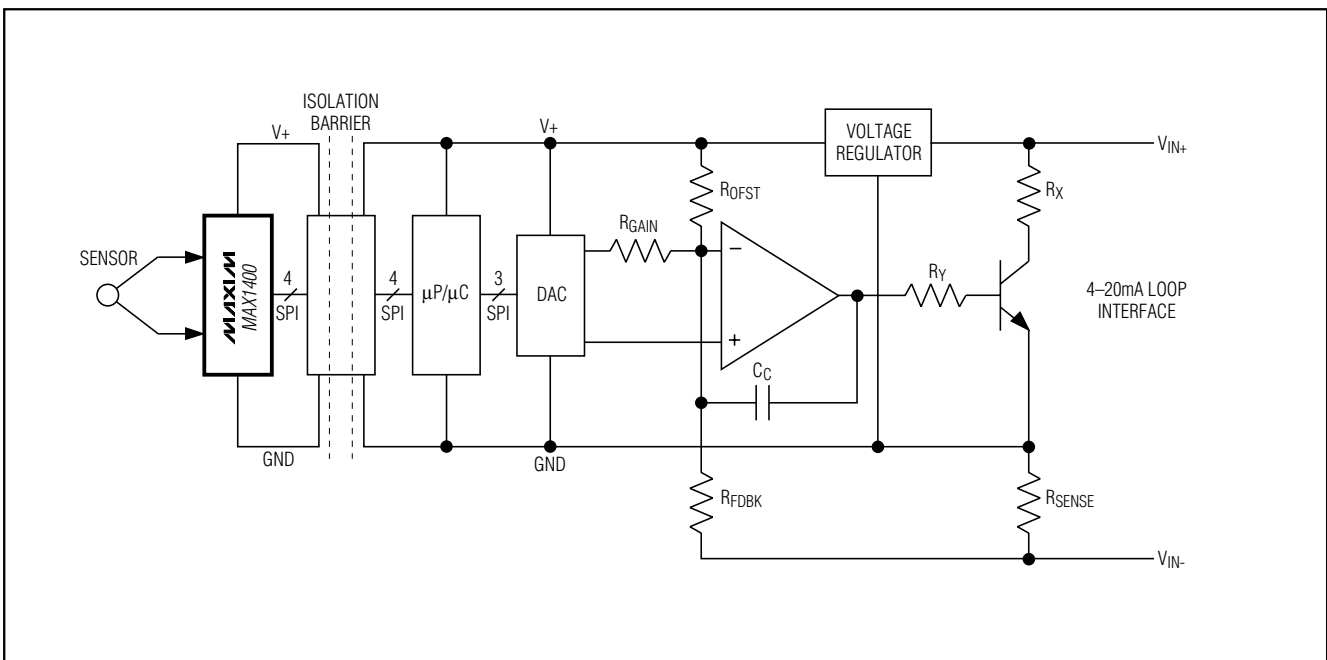 ISOLATION
BARRIER
V+
V+
VOLTAGE
REGULATOR
VIN+
ROFST
RX
RGAIN
SENSOR
MAXIM
MAX1400
4
SPI
4
SPI
μP/μC
3
SPI
DAC
−
+
RY
4–20mA LOOP
INTERFACE
CC
GND
GND
RFDBK
RSENSE
VIN-